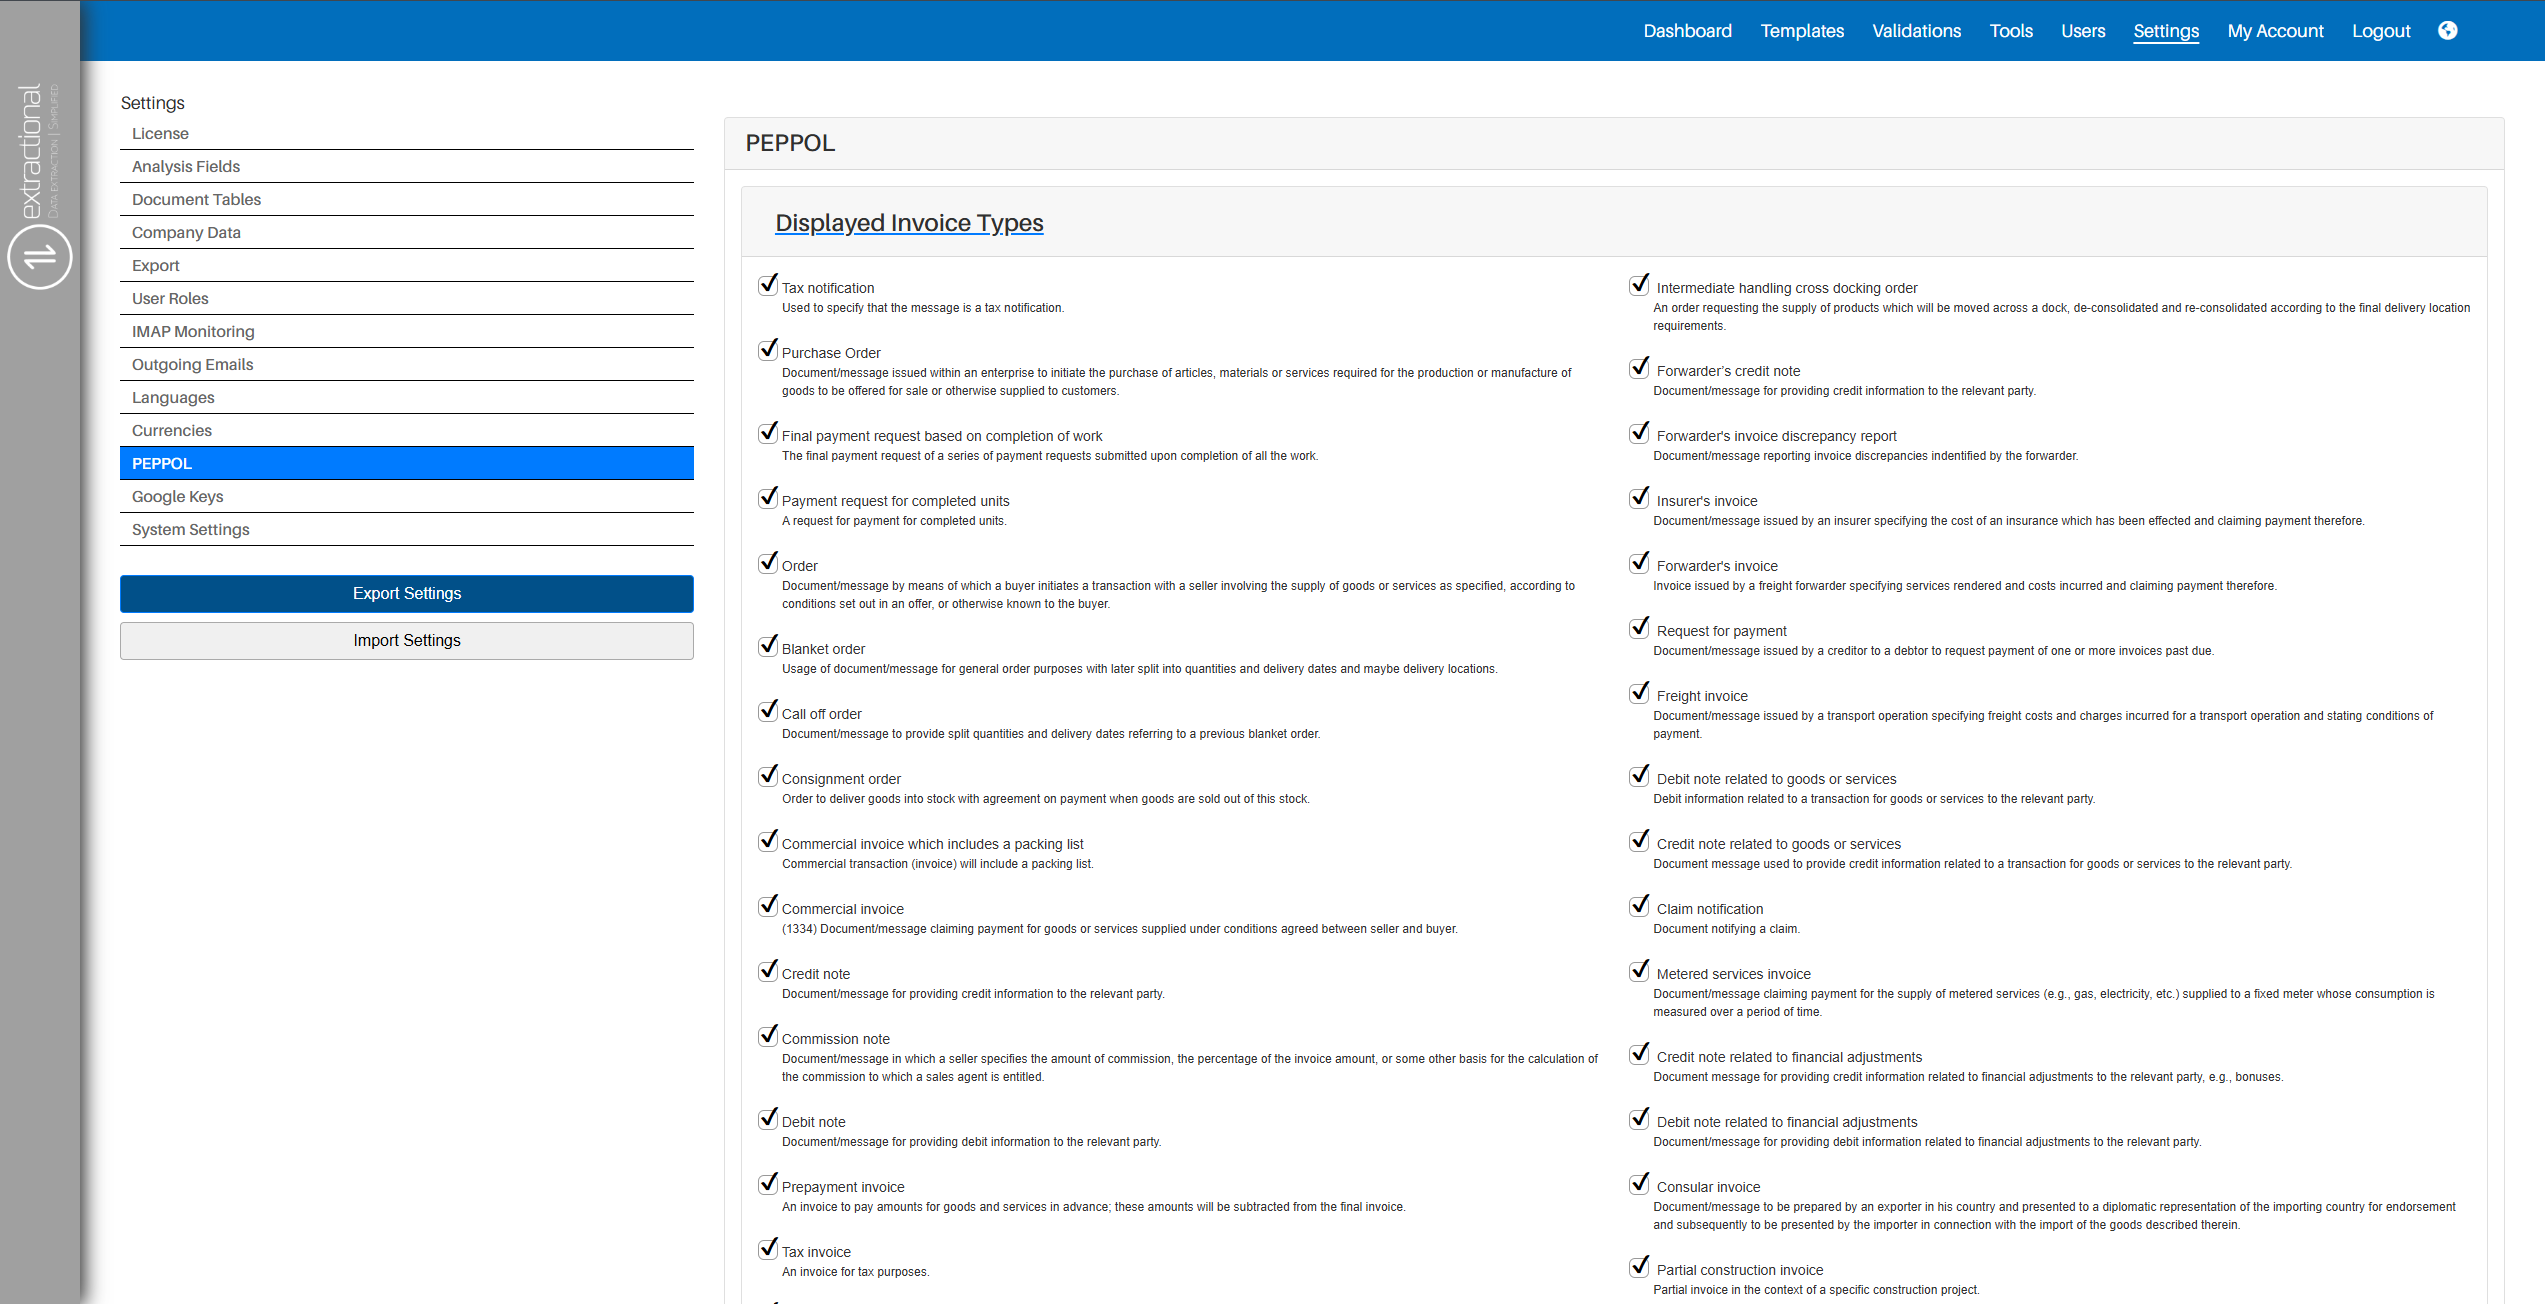 Dashboard Templates Validations Tools Users Settings My Account Logout
extractional
DATA EXTRACTION | SIMPLIFIED
Settings
License
Analysis Fields
Document Tables
Company Data
Export
User Roles
IMAP Monitoring
Outgoing Emails
Languages
Currencies
PEPPOL
Google Keys
System Settings
Export Settings
Import Settings
PEPPOL
Displayed Invoice Types
Tax notification
Used to specify that the message is a tax notification.
Purchase Order
Document/message issued within an enterprise to initiate the purchase of articles, materials or services required for the production or manufacture of
goods to be offered for sale or otherwise supplied to customers.
Final payment request based on completion of work
The final payment request of a series of payment requests submitted upon completion of all the work.
Payment request for completed units
A request for payment for completed units.
Order
Document/message by means of which a buyer initiates a transaction with a seller involving the supply of goods or services as specified, according to
conditions set out in an offer, or otherwise known to the buyer.
Blanket order
Usage of document/message for general order purposes with later split into quantities and delivery dates and maybe delivery locations.
Call off order
Document/message to provide split quantities and delivery dates referring to a previous blanket order.
Consignment order
Order to deliver goods into stock with agreement on payment when goods are sold out of this stock.
Commercial invoice which includes a packing list
Commercial transaction (invoice) will include a packing list.
Commercial invoice
(1334) Document/message claiming payment for goods or services supplied under conditions agreed between seller and buyer.
Credit note
Document/message for providing credit information to the relevant party.
Commission note
Document/message in which a seller specifies the amount of commission, the percentage of the invoice amount, or some other basis for the calculation of
the commission to which a sales agent is entitled.
Debit note
Document/message for providing debit information to the relevant party.
Prepayment invoice
An invoice to pay amounts for goods and services in advance; these amounts will be subtracted from the final invoice.
Tax invoice
An invoice for tax purposes.
Intermediate handling cross docking order
An order requesting the supply of products which will be moved across a dock, de-consolidated and re-consolidated according to the final delivery location
requirements.
Forwarder's credit note
Document/message for providing credit information to the relevant party.
Forwarder's invoice discrepancy report
Document/message reporting invoice discrepancies indentified by the forwarder.
Insurer's invoice
Document/message issued by an insurer specifying the cost of an insurance which has been effected and claiming payment therefore.
Forwarder's invoice
Invoice issued by a freight forwarder specifying services rendered and costs incurred and claiming payment therefore.
Request for payment
Document/message issued by a creditor to a debtor to request payment of one or more invoices past due.
Freight invoice
Document/message issued by a transport operation specifying freight costs and charges incurred for a transport operation and stating conditions of
payment.
Debit note related to goods or services
Debit information related to a transaction for goods or services to the relevant party.
Credit note related to goods or services
Document message used to provide credit information related to a transaction for goods or services to the relevant party.
Claim notification
Document notifying a claim.
Metered services invoice
Document/message claiming payment for the supply of metered services (e.g., gas, electricity, etc.) supplied to a fixed meter whose consumption is
measured over a period of time.
Credit note related to financial adjustments
Document message for providing credit information related to financial adjustments to the relevant party, e.g., bonuses.
Debit note related to financial adjustments
Document/message for providing debit information related to financial adjustments to the relevant party.
Consular invoice
Document/message to be prepared by an exporter in his country and presented to a diplomatic representation of the importing country for endorsement
and subsequently to be presented by the importer in connection with the import of the goods described therein.
Partial construction invoice
Partial invoice in the context of a specific construction project.